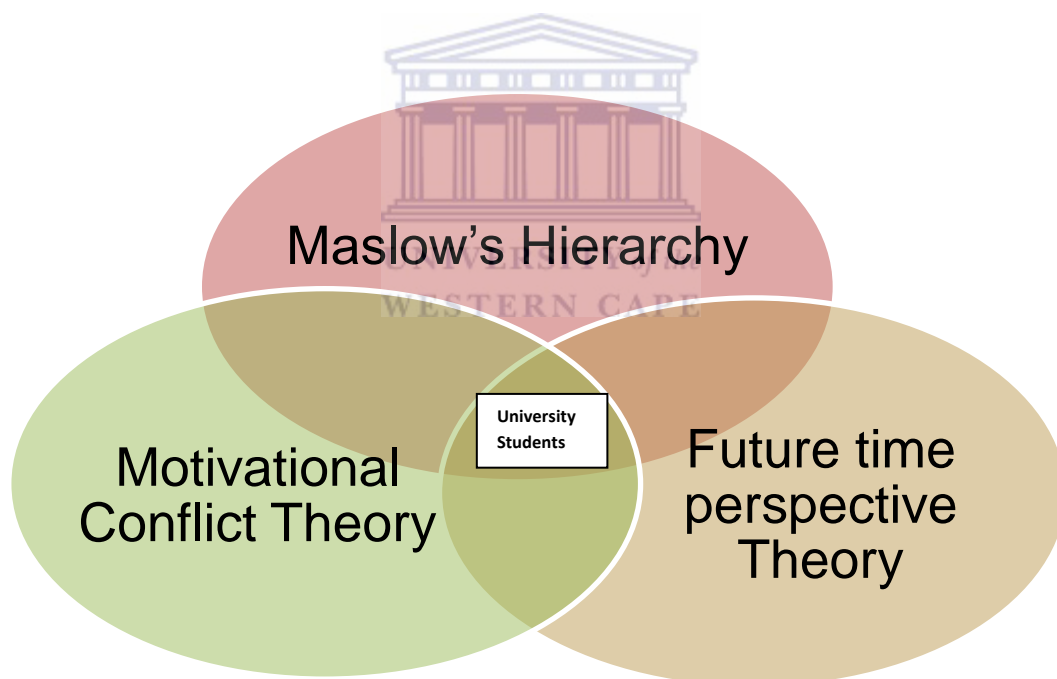 Maslow’s Hierarchy
UNIVERSITY of the
WESTERN CAPE
University
Students
Motivational
Conflict Theory
Future time
perspective
Theory